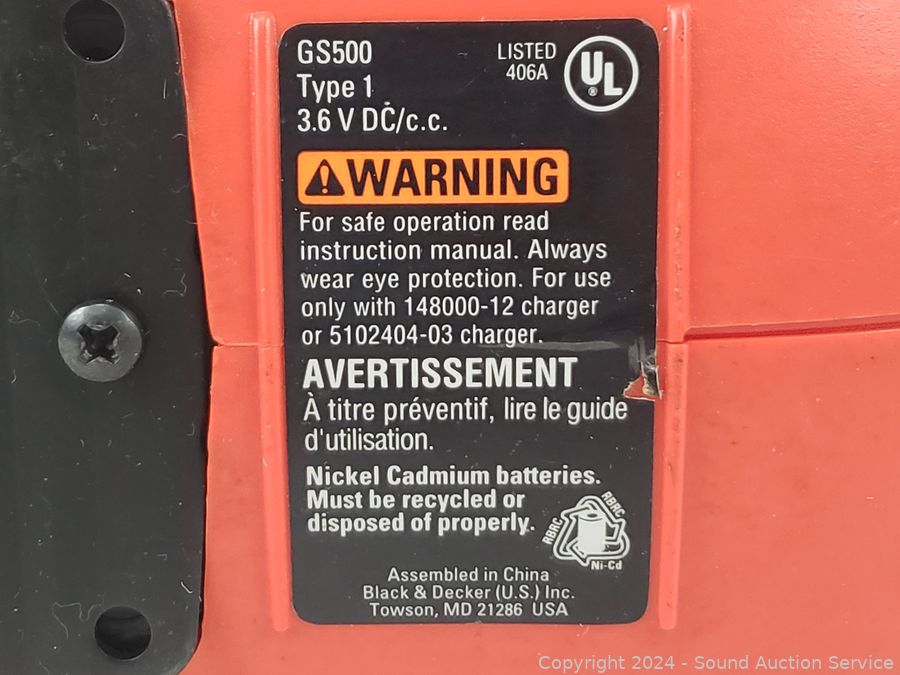 GS500
Type 1
3.6 V DC/c.c.
LISTED
406A
UL
®
WARNING
For safe operation read
instruction manual. Always
wear eye protection. For use
only with 148000-12 charger
or 5102404-03 charger.
AVERTISSEMENT
À titre préventif, lire le guide
d'utilisation.
Nickel Cadmium batteries.
Must be recycled or
disposed of properly.
RBRC
RBRC
Ni-Cd
Assembled in China
Black & Decker (U.S.) Inc.
Towson, MD 21286 USA
Copyright 2024 - Sound Auction Service